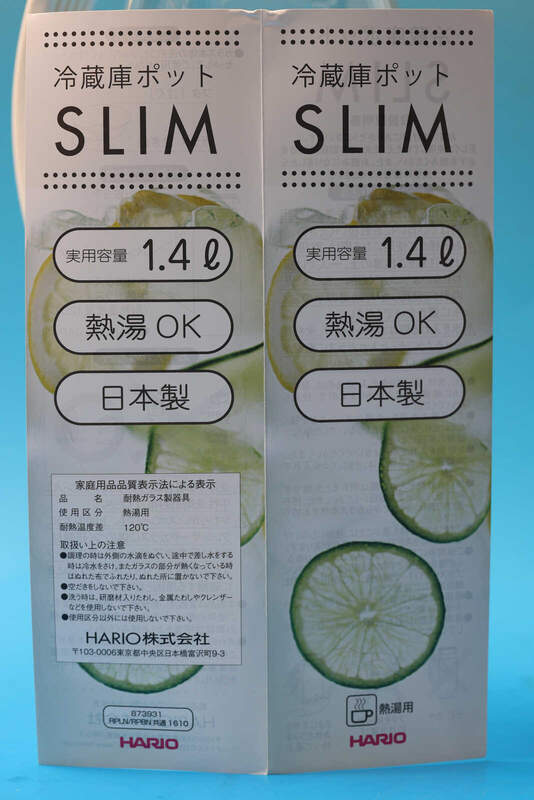 冷蔵庫ポット
SLIM
実用容量 1.4ℓ
熱湯OK
日本製
家庭用品品質表示法による表示
品名 耐熱ガラス製器具
使用区分 熱湯用
耐熱温度差 120℃
取扱い上の注意
●調理の時は外側の水滴をぬぐい、途中で差し水をする
時は冷水をさけ、またガラスの部分が熱くなっている時
はぬれた布でふれたり、ぬれた所に置かないで下さい。
●空だきをしないで下さい。
●洗う時は、研磨材入りたわし、金属たわしやクレンザー
などを使用しないで下さい。
●使用区分以外には使用しないで下さい。
HARIO株式会社
〒103-0006東京都中央区日本橋富沢町9-3
873931
RPLN/RPBN 共通 1610
HARIO
冷蔵庫ポット
SLIM
実用容量 1.4ℓ
熱湯OK
日本製
熱湯用
HARIO